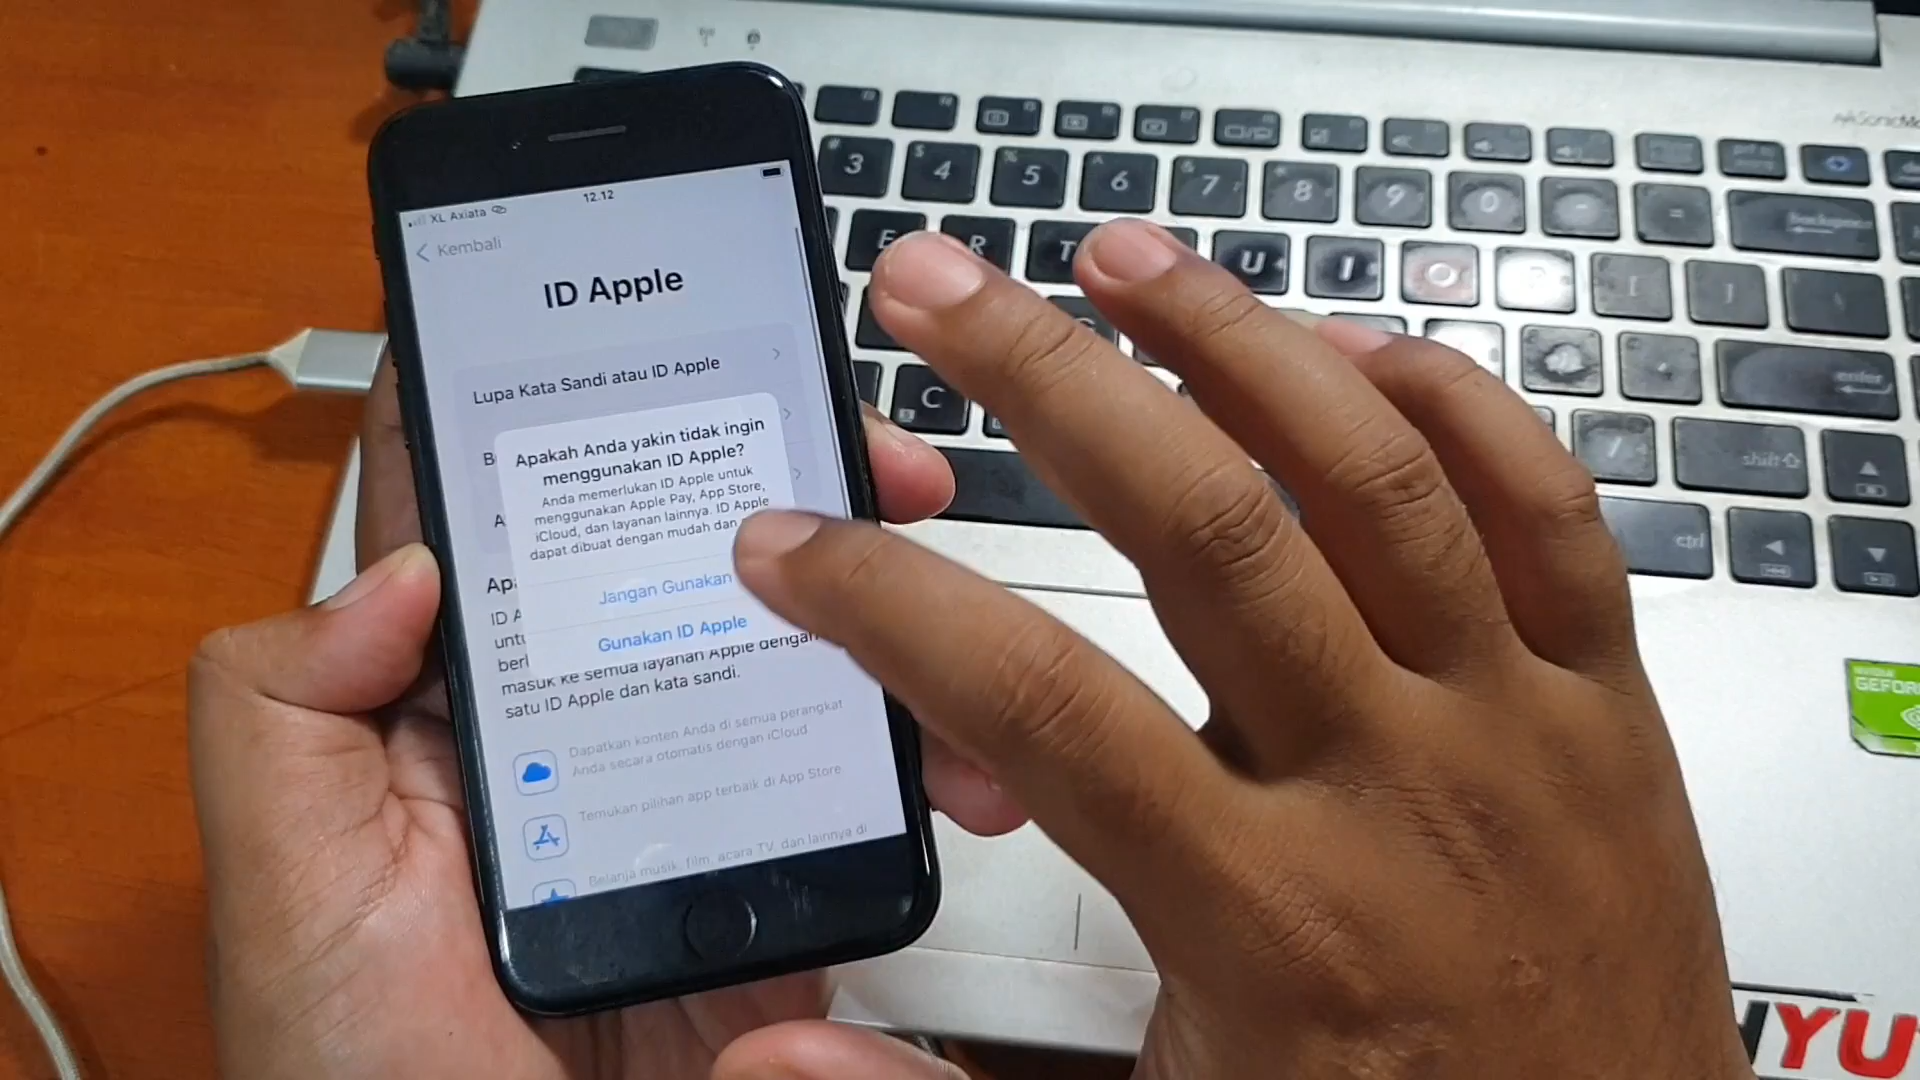 XL Axiata
12.12
Kembali
ID Apple
Lupa Kata Sandi atau ID Apple
Apakah Anda yakin tidak ingin
menggunakan ID Apple?
Anda memerlukan ID Apple untuk
menggunakan Apple Pay, App Store,
iCloud, dan layanan lainnya. ID Apple
dapat dibuat dengan mudah dan
Jangan Gunakan
Gunakan ID Apple
ID A
untu
berl
masuk ke semua layanan Apple dengan
satu ID Apple dan kata sandi.
Dapatkan konten Anda di semua perangkat
Anda secara otomatis dengan iCloud.
Temukan pilihan app terbaik di App Store
Belanja musik, film, acara TV, dan lainnya di
# 3 $ 4 % 5 ^ 6 & 7 * 8 9 0 - =
backspace
E R T U I O P [ ]
enter
C
shift
ctrl
GEFOR
YU